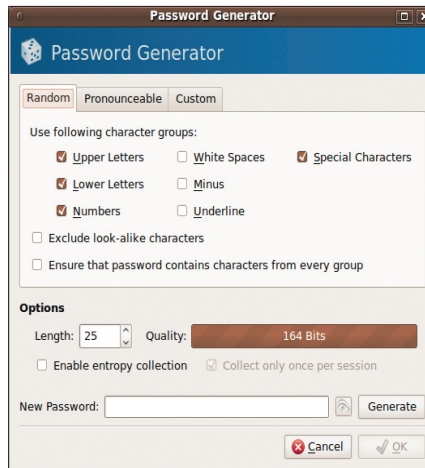 Password Generator
Password Generator
Random Pronounceable Custom
Use following character groups:
Upper Letters White Spaces Special Characters
Lower Letters Minus
Numbers Underline
Exclude look-alike characters
Ensure that password contains characters from every group
Options
Length: 25 Quality: 164 Bits
Enable entropy collection Collect only once per session
New Password: Generate
Cancel OK